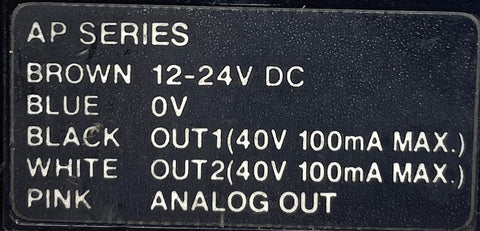 AP SERIES
BROWN 12-24V DC
BLUE 0V
BLACK OUT1(40V 100mA MAX.)
WHITE OUT2(40V 100mA MAX.)
PINK ANALOG OUT